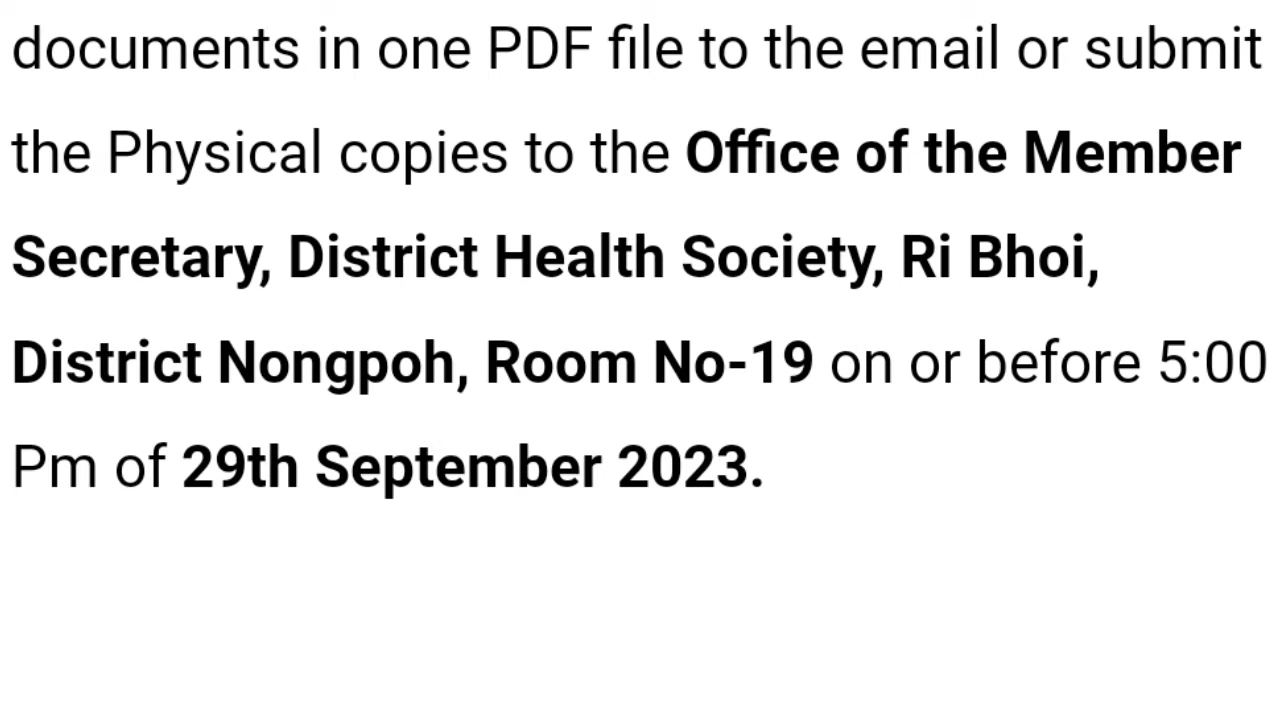 documents in one PDF file to the email or submit
the Physical copies to the Office of the Member
Secretary, District Health Society, Ri Bhoi,
District Nongpoh, Room No-19 on or before 5:00
Pm of 29th September 2023.